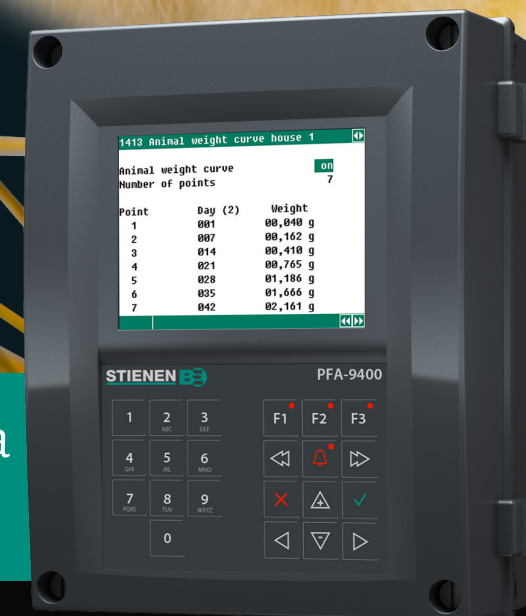 1413 Animal weight curve house 1
Animal weight curve on
Number of points 7
Point Day (2) Weight
1 001 00,040 g
2 007 00,162 g
3 014 00,410 g
4 021 00,765 g
5 028 01,186 g
6 035 01,666 g
7 042 02,161 g
STIENEN BE PFA-9400
1 2 ABC 3 DEF F1 F2 F3
4 GHI 5 JKL 6 MNO
7 PQRS 8 TUV 9 WXYZ
0
a